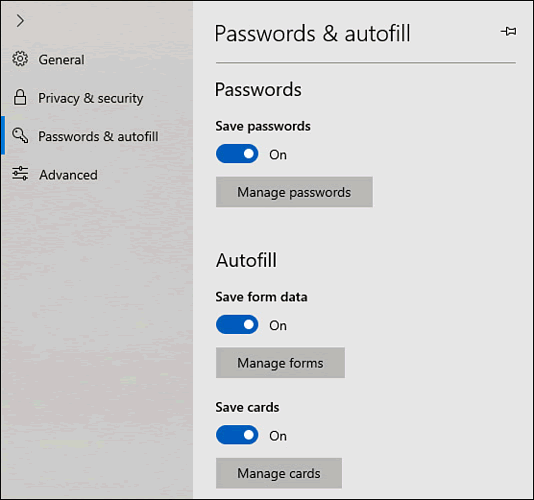 General
Privacy & security
Passwords & autofill
Advanced
Passwords & autofill
Passwords
Save passwords
On
Manage passwords
Autofill
Save form data
On
Manage forms
Save cards
On
Manage cards